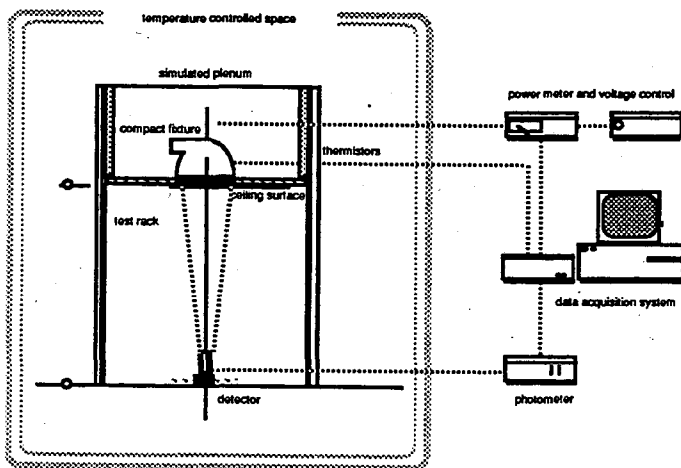 temperature controlled space
simulated plenum
power meter and voltage control
compact fixture
thermistors
ceiling surface
test rack
data acquisition system
detector
photometer